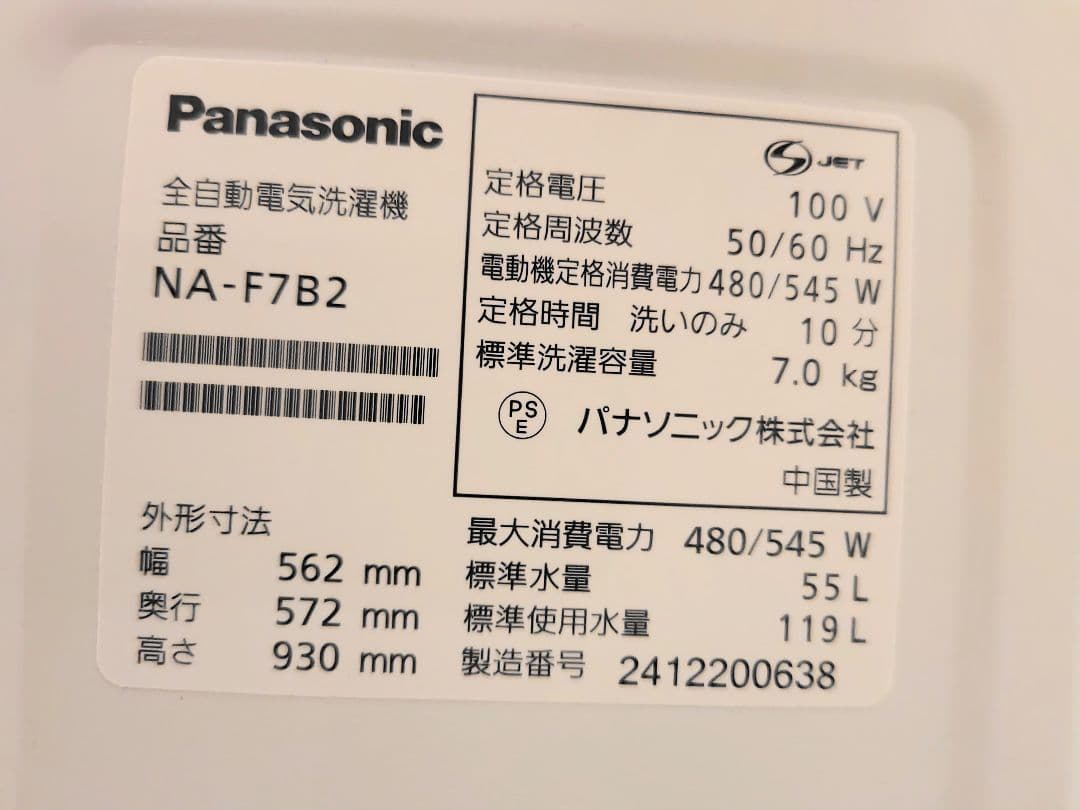 Panasonic
全自動電気洗濯機
品番
NA-F7B2
JET
定格電圧 100 V
定格周波数 50/60 Hz
電動機定格消費電力 480/545 W
定格時間 洗いのみ 10 分
標準洗濯容量 7.0 kg
PS
E
パナソニック株式会社
中国製
外形寸法
幅 562 mm
奥行 572 mm
高さ 930 mm
最大消費電力 480/545 W
標準水量 55 L
標準使用水量 119 L
製造番号 2412200638